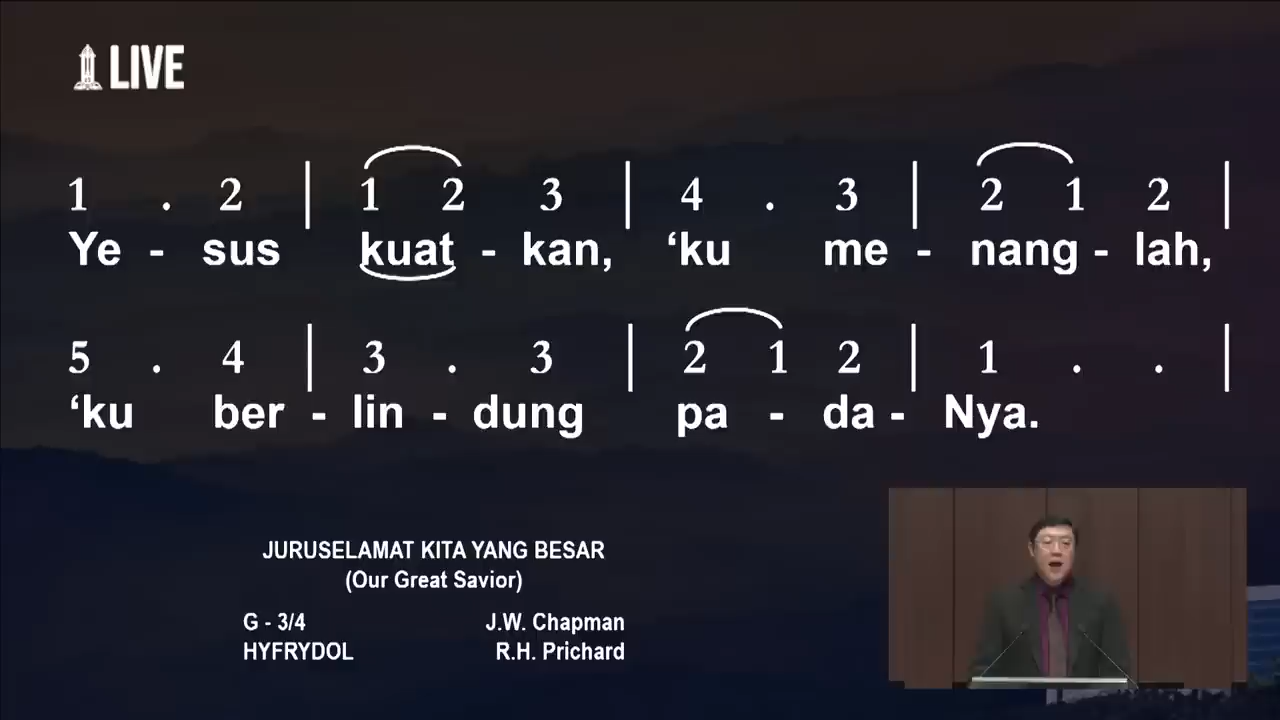 LIVE
1 . 2 | 1 2 3 | 4 . 3 | 2 1 2 |
Ye - sus kuat - kan, ‘ku me - nang - lah,
5 . 4 | 3 . 3 | 2 1 2 | 1 . . |
‘ku ber - lin - dung pa - da - Nya.
JURUSELAMAT KITA YANG BESAR
(Our Great Savior)
G - 3/4 J.W. Chapman
HYFRYDOL R.H. Prichard